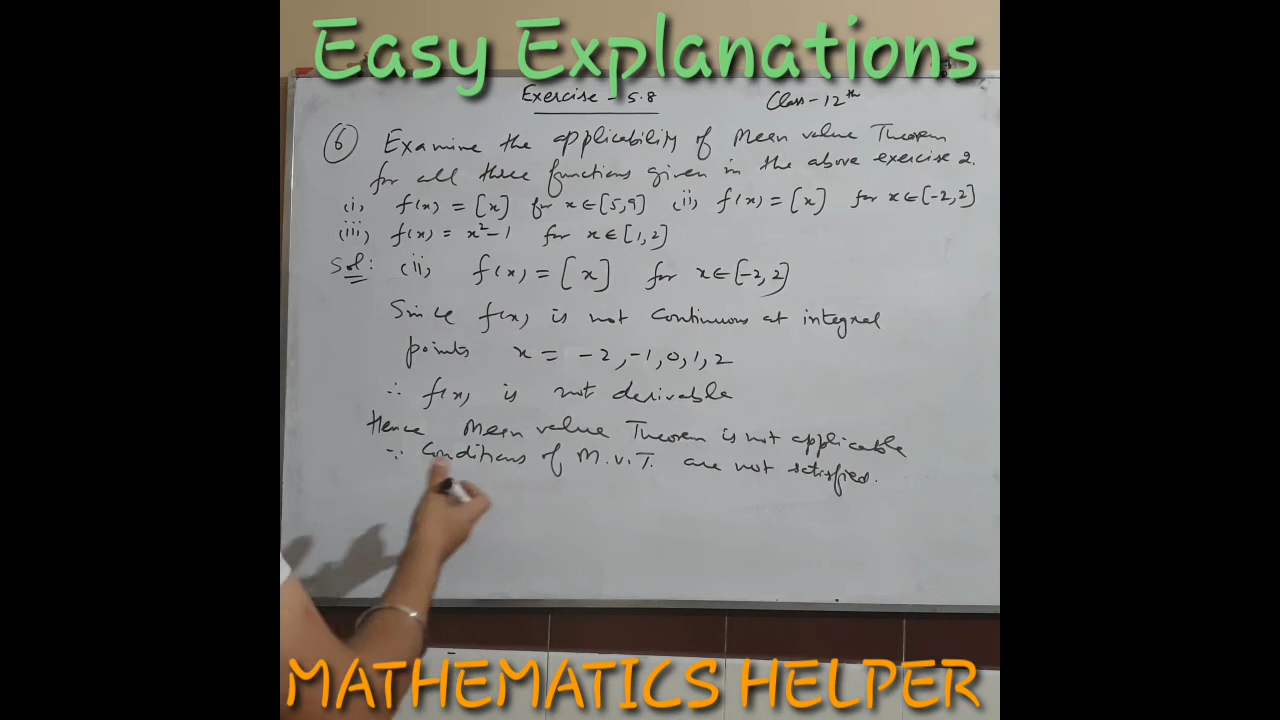 Easy Explanations
Exercise - 5.8 Class - 12th
6 Examine the applicability of Mean value Theorem
for all three functions given in the above exercise 2.
(i) f(x) = [x] for x ∈ [5,9] (ii) f(x) = [x] for x ∈ [-2,2]
(iii) f(x) = x²-1 for x ∈ [1,2]
Sol: (ii) f(x) = [x] for x ∈ [-2,2]
Since f(x) is not continuous at integral
points x = -2,-1,0,1,2
∴ f(x) is not derivable
Hence Mean value Theorem is not applicable
∵ Conditions of M.V.T. are not satisfied.
MATHEMATICS HELPER